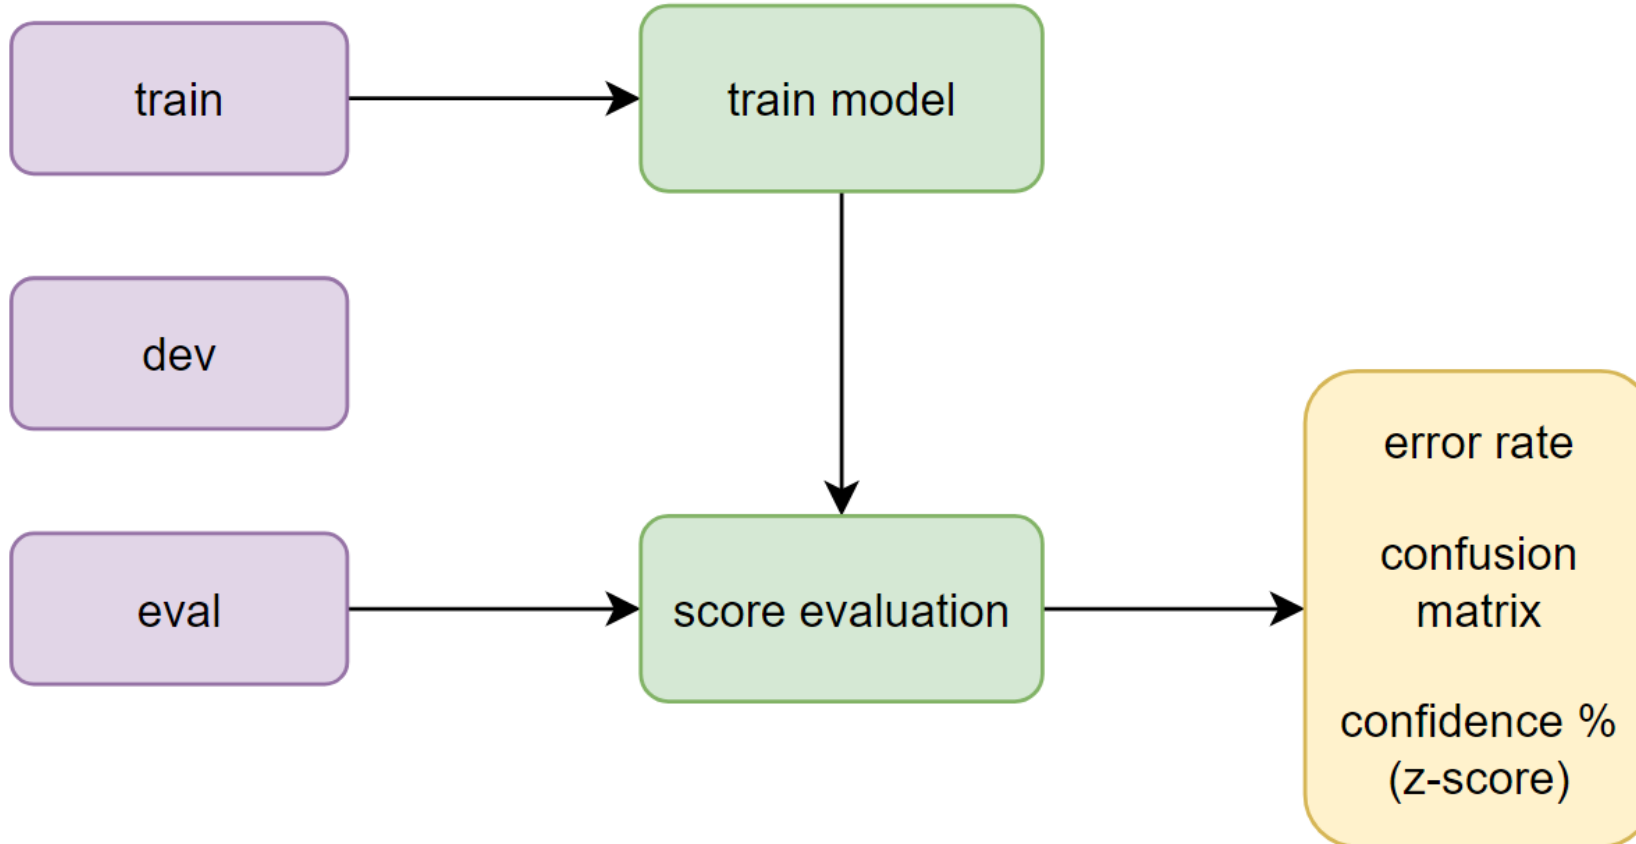 train
train model
dev
eval
score evaluation
error rate
confusion
matrix
confidence %
(z-score)